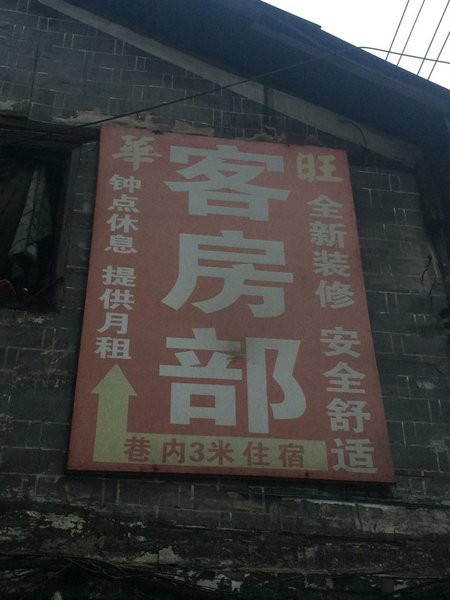 旺華
客房部
全新装修 安全舒适
钟点休息 提供月租
巷内3米住宿